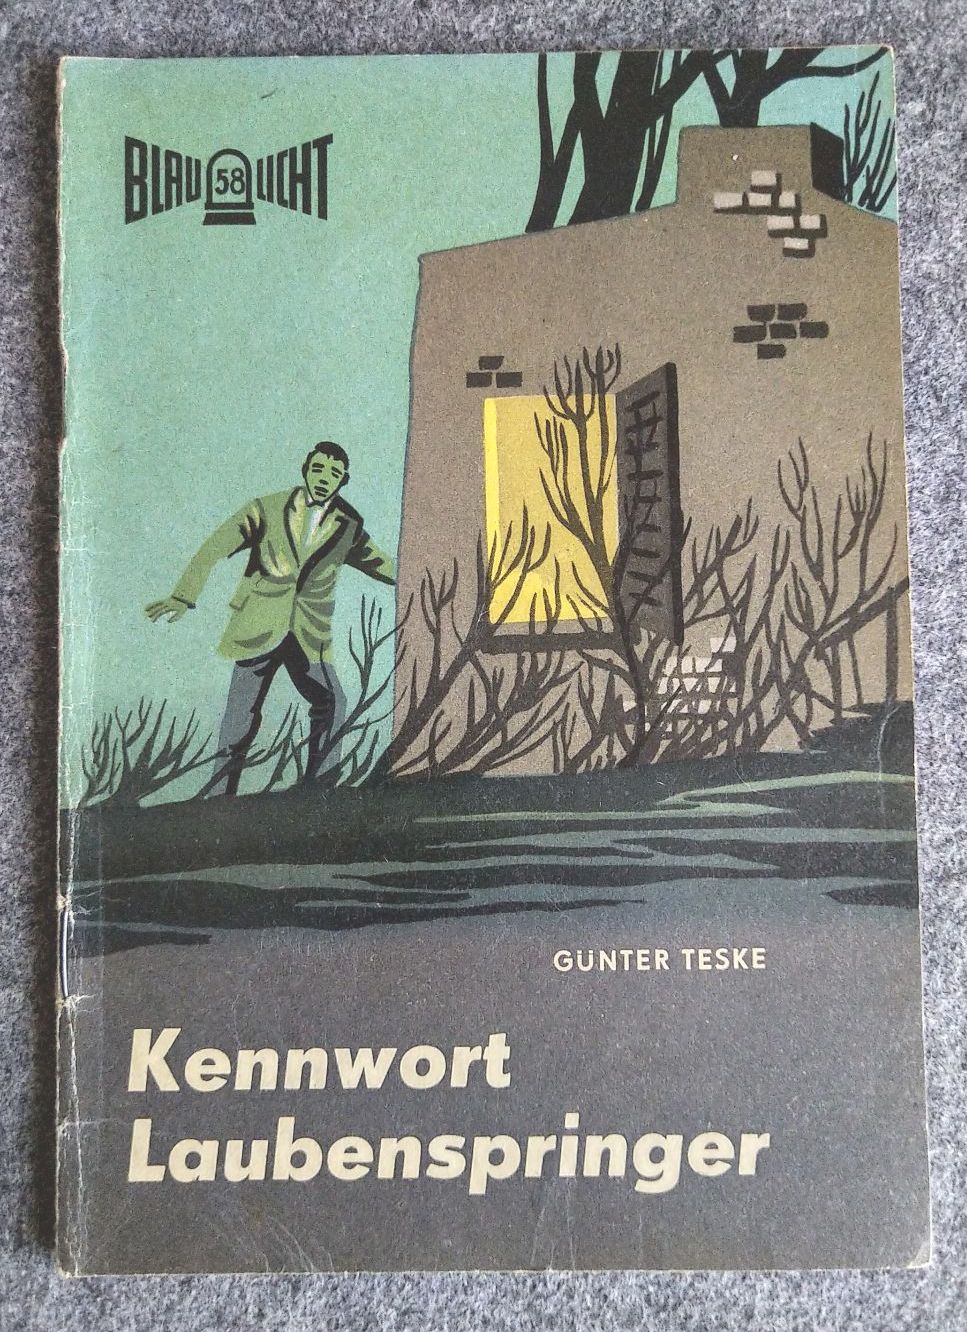 BLAU 58 LICHT
GÜNTER TESKE
Kennwort
Laubenspringer